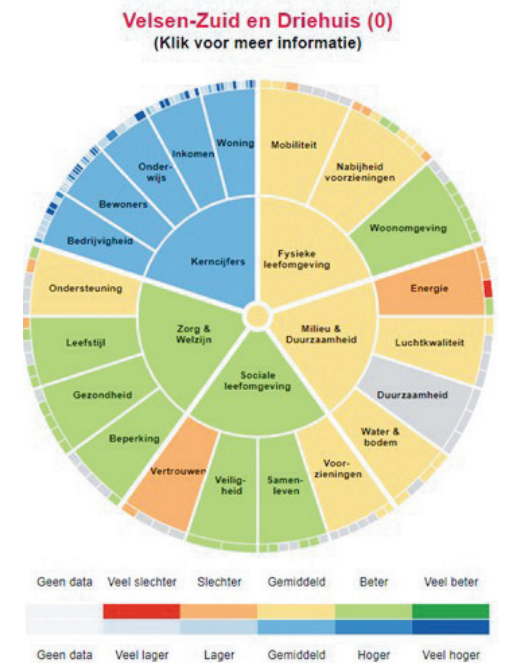 Velsen-Zuid en Driehuis (0)
(Klik voor meer informatie)
Mobiliteit
Nabijheid
voorzieningen
Woonomgeving
Fysieke
leefomgeving
Energie
Luchtkwaliteit
Duurzaamheid
Water &
bodem
Milieu &
Duurzaamheid
Voor-
zieningen
Samen-
leven
Veilig-
heid
Vertrouwen
Sociale
leefomgeving
Beperking
Gezondheid
Leefstijl
Ondersteuning
Zorg &
Welzijn
Bedrijvigheid
Bewoners
Onder-
wijs
Inkomen
Woning
Kerncijfers
Geen data Veel slechter Slechter Gemiddeld Beter Veel beter
Geen data Veel lager Lager Gemiddeld Hoger Veel hoger